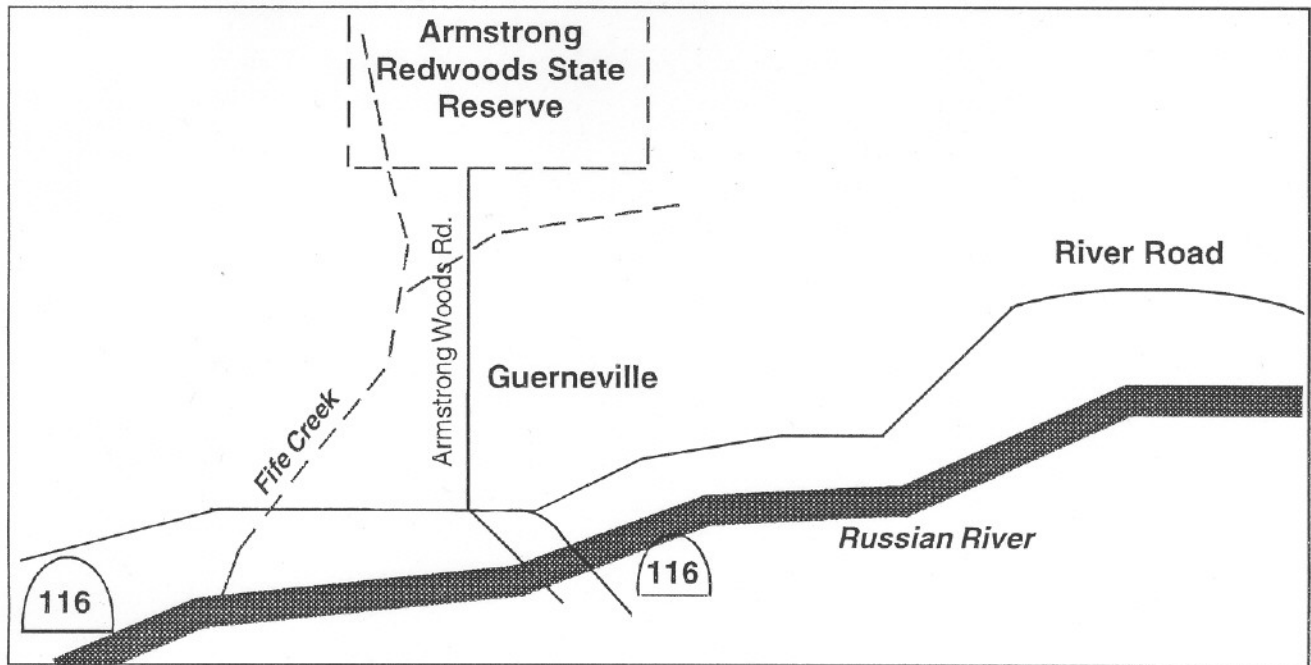 Armstrong
Redwoods State
Reserve
Armstrong Woods Rd.
River Road
Guerneville
Fife Creek
Russian River
116
116